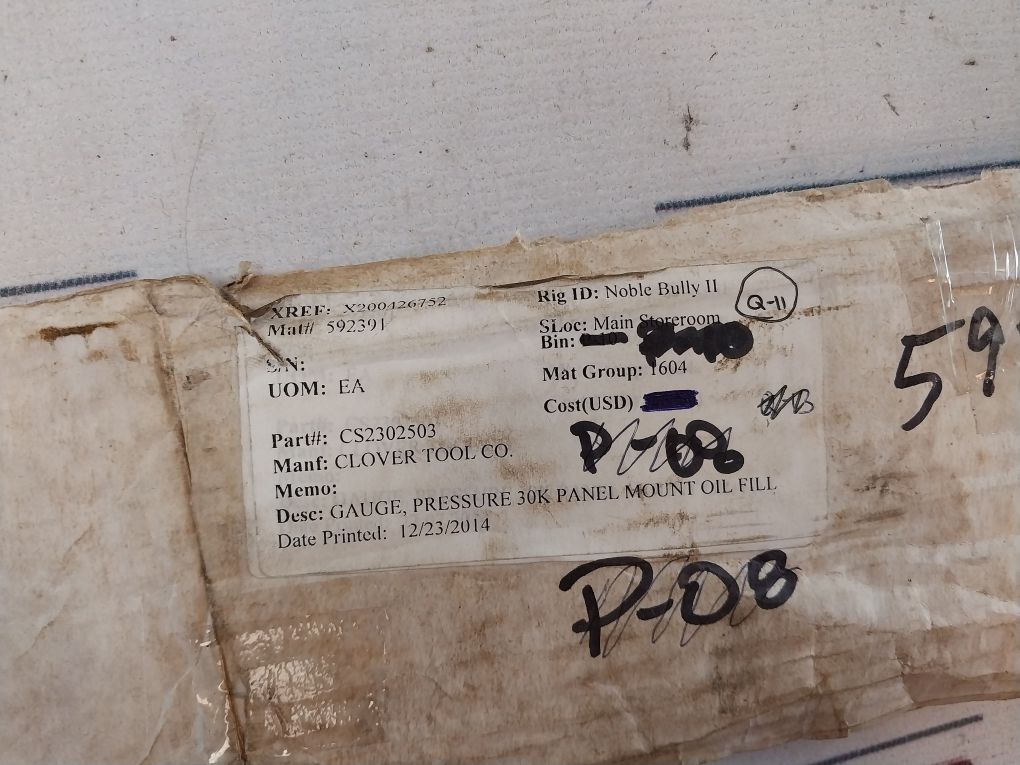 XREF: X200426752
Mat# 592391
S/N:
UOM: EA
Part#: CS2302503
Manf: CLOVER TOOL CO.
Memo:
Desc: GAUGE, PRESSURE 30K PANEL MOUNT OIL FILL
Date Printed: 12/23/2014
Rig ID: Noble Bully II
Q-11
SLoc: Main Storeroom
Bin:
Mat Group: 1604
Cost(USD)
P-08
59